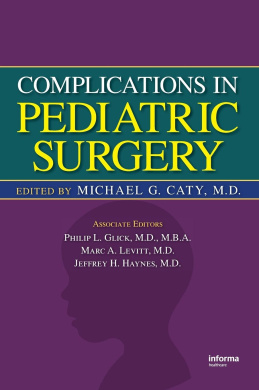 COMPLICATIONS IN
PEDIATRIC
SURGERY
EDITED BY MICHAEL G. CATY, M.D.
ASSOCIATE EDITORS
PHILIP L. GLICK, M.D., M.B.A.
MARC A. LEVITT, M.D.
JEFFREY H. HAYNES, M.D.
informa
healthcare